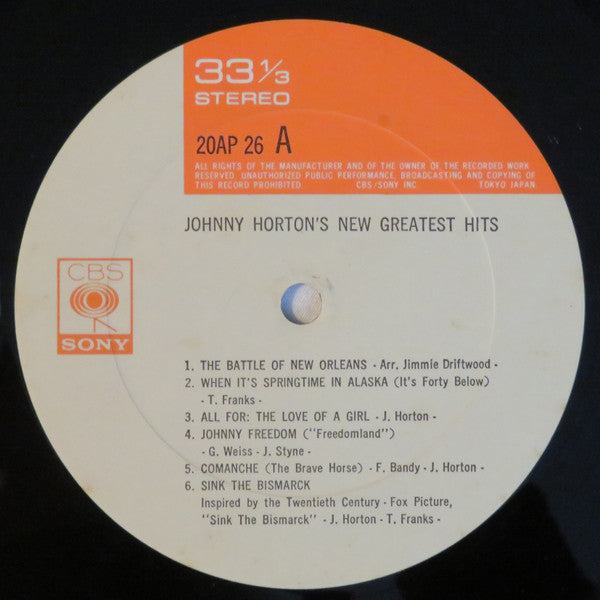 33 1/3
STEREO
20AP 26 A
ALL RIGHTS OF THE MANUFACTURER AND OF THE OWNER OF THE RECORDED WORK
RESERVED. UNAUTHORIZED PUBLIC PERFORMANCE, BROADCASTING AND COPYING OF
THIS RECORD PROHIBITED CBS/SONY INC. TOKYO JAPAN.
JOHNNY HORTON'S NEW GREATEST HITS
CBS
SONY
1. THE BATTLE OF NEW ORLEANS - Arr. Jimmie Driftwood -
2. WHEN IT'S SPRINGTIME IN ALASKA (It's Forty Below)
- T. Franks -
3. ALL FOR: THE LOVE OF A GIRL - J. Horton -
4. JOHNNY FREEDOM ("Freedomland")
- G. Weiss - J. Styne -
5. COMANCHE (The Brave Horse) - F. Bandy - J. Horton -
6. SINK THE BISMARCK
Inspired by the Twentieth Century - Fox Picture,
"Sink The Bismarck" - J. Horton - T. Franks -